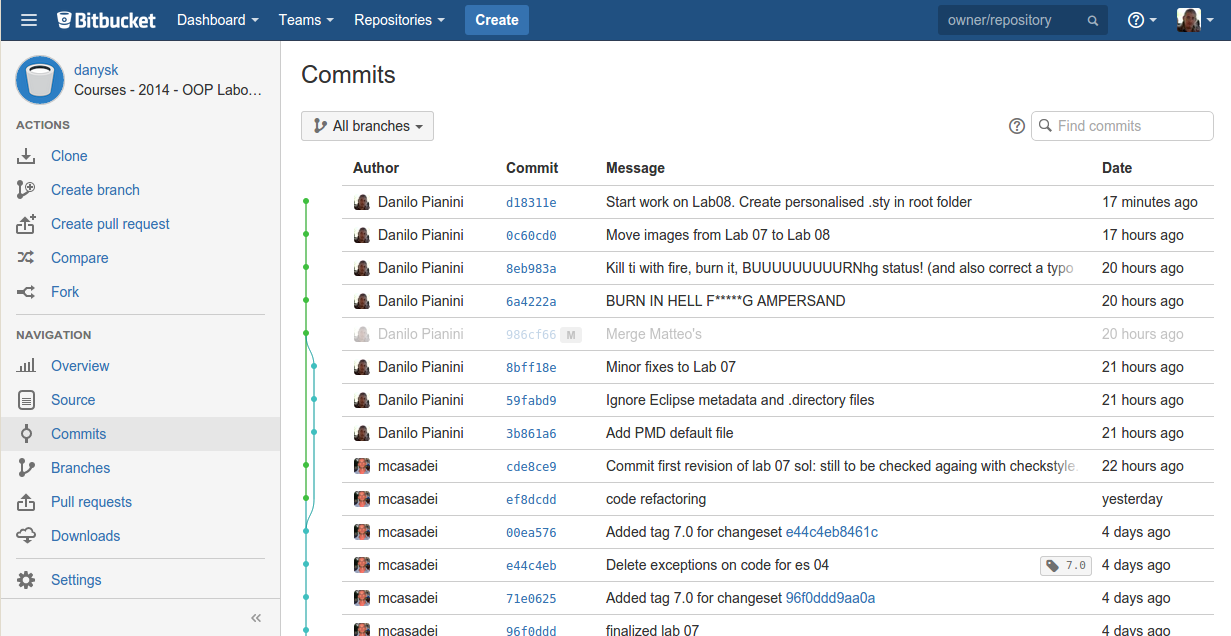 Bitbucket Dashboard Teams Repositories Create owner/repository
danysk
Courses - 2014 - OOP Labo…
ACTIONS
Clone
Create branch
Create pull request
Compare
Fork
NAVIGATION
Overview
Source
Commits
Branches
Pull requests
Downloads
Settings
Commits
All branches Find commits
Author Commit Message Date
Danilo Pianini d18311e Start work on Lab08. Create personalised .sty in root folder 17 minutes ago
Danilo Pianini 0c60cd0 Move images from Lab 07 to Lab 08 17 hours ago
Danilo Pianini 8eb983a Kill ti with fire, burn it, BUUUUUUUUURNhg status! (and also correct a typo 20 hours ago
Danilo Pianini 6a4222a BURN IN HELL F*****G AMPERSAND 20 hours ago
Danilo Pianini 986cf66 M Merge Matteo's 20 hours ago
Danilo Pianini 8bff18e Minor fixes to Lab 07 21 hours ago
Danilo Pianini 59fabd9 Ignore Eclipse metadata and .directory files 21 hours ago
Danilo Pianini 3b861a6 Add PMD default file 21 hours ago
mcasadei cde8ce9 Commit first revision of lab 07 sol: still to be checked againg with checkstyle. 22 hours ago
mcasadei ef8dcdd code refactoring yesterday
mcasadei 00ea576 Added tag 7.0 for changeset e44c4eb8461c 4 days ago
mcasadei e44c4eb Delete exceptions on code for es 04 7.0 4 days ago
mcasadei 71e0625 Added tag 7.0 for changeset 96f0ddd9aa0a 4 days ago
mcasadei 96f0ddd finalized lab 07 4 days ago